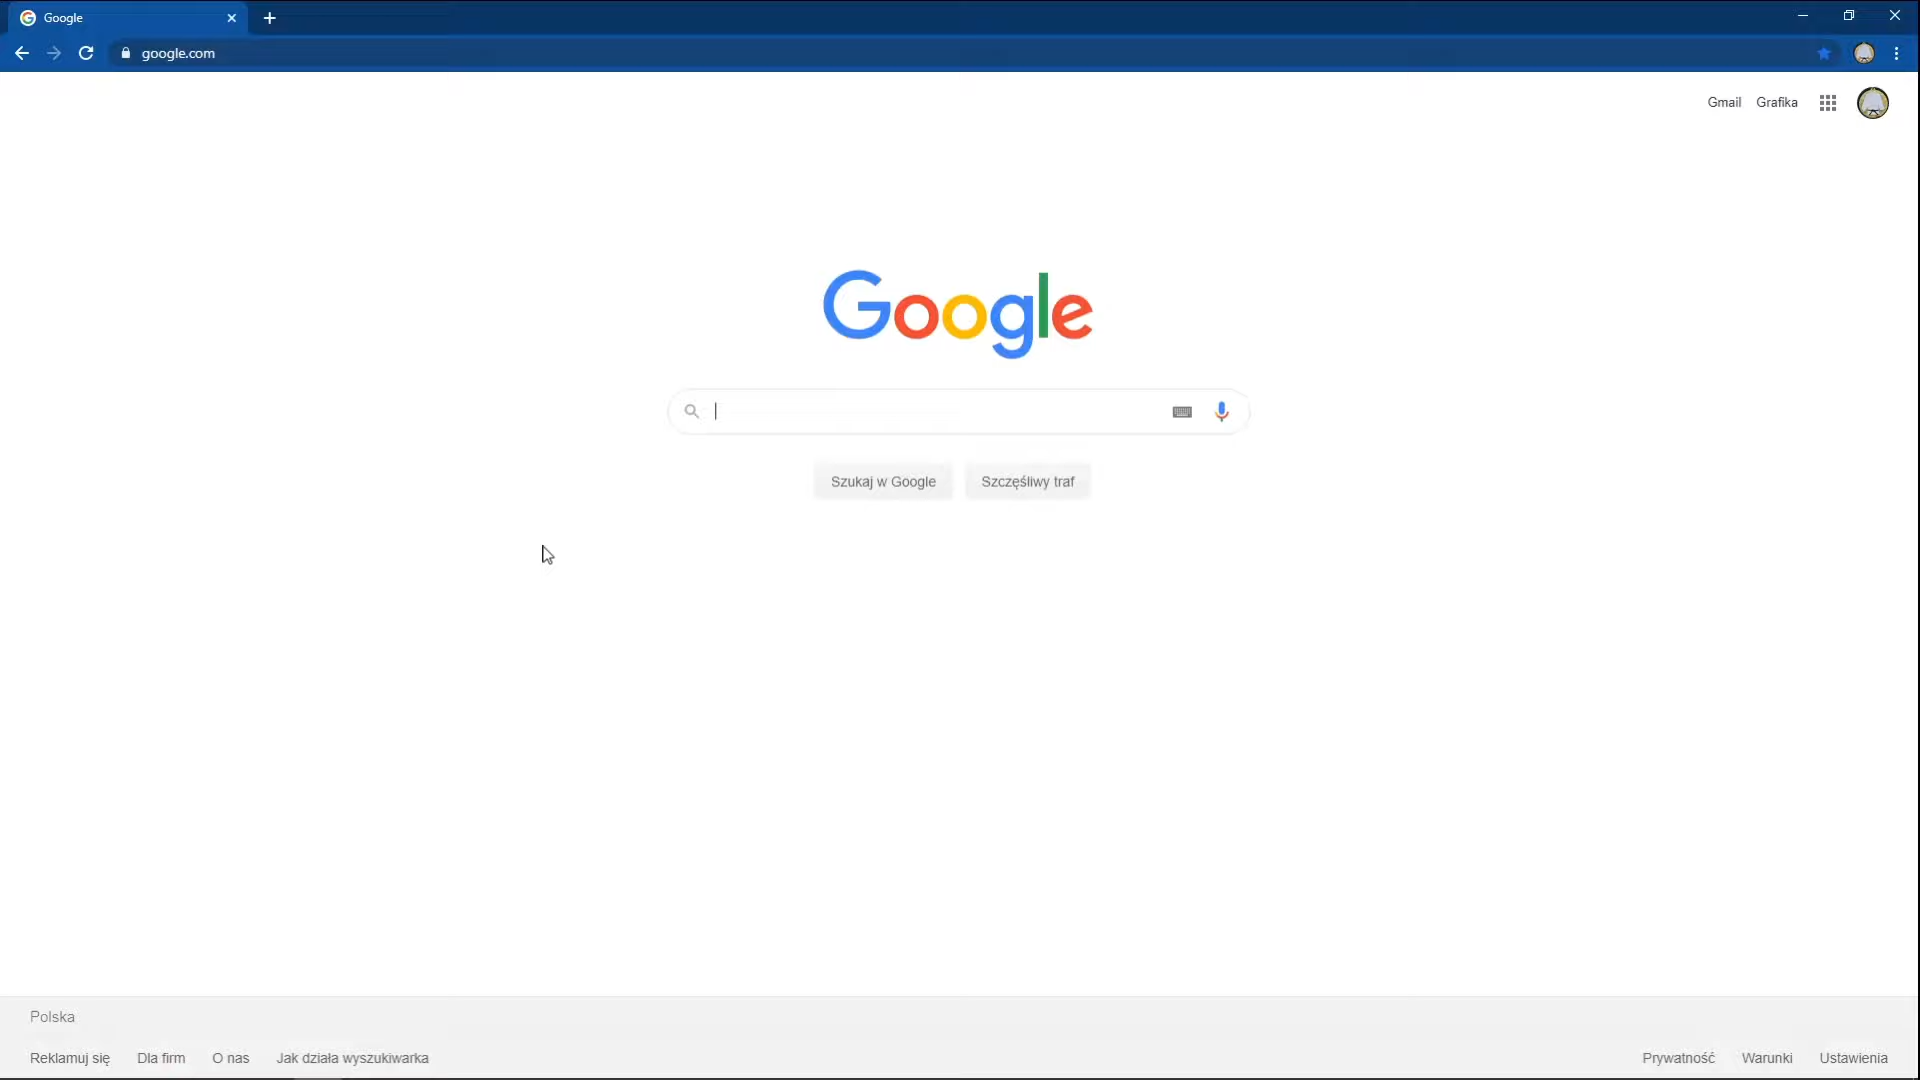 Google
google.com
Gmail Grafika
Google
Szukaj w Google Szczęśliwy traf
Polska
Reklamuj się Dla firm O nas Jak działa wyszukiwarka Prywatność Warunki Ustawienia